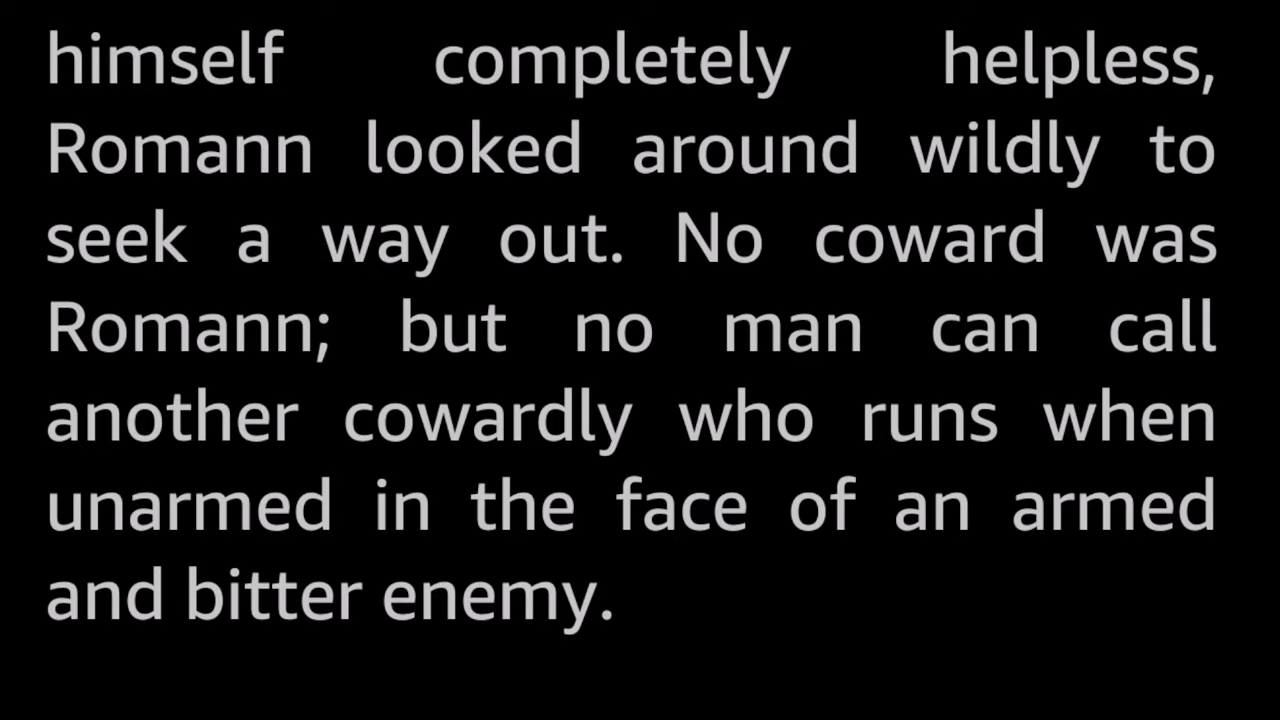 himself completely helpless,
Romann looked around wildly to
seek a way out. No coward was
Romann; but no man can call
another cowardly who runs when
unarmed in the face of an armed
and bitter enemy.